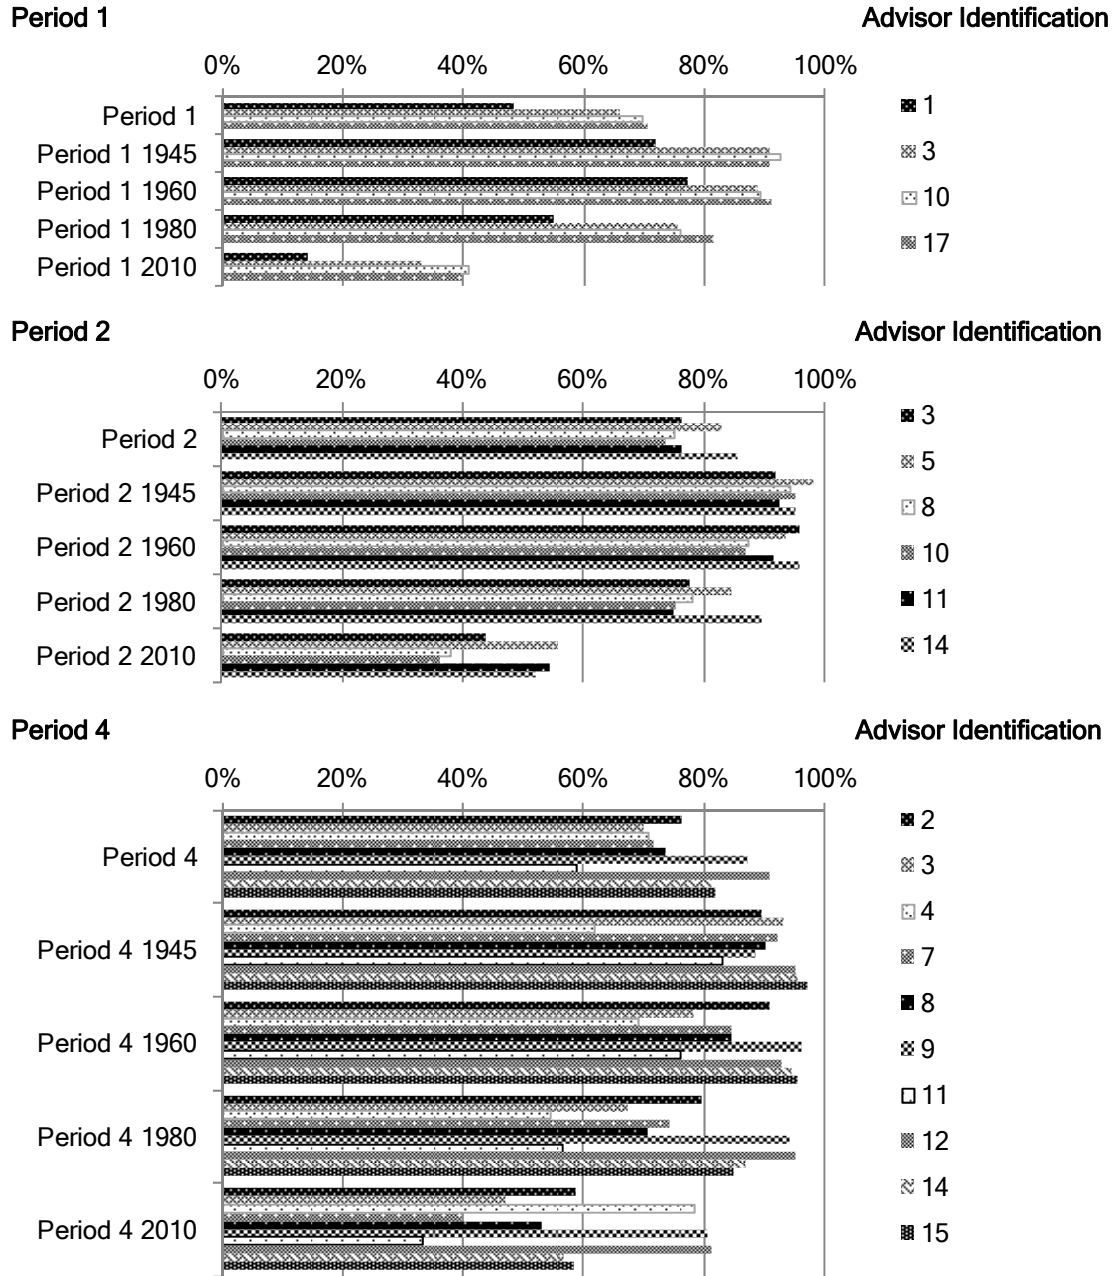 Period 1 Advisor Identification
0% 20% 40% 60% 80% 100%
Period 1
Period 1 1945
Period 1 1960
Period 1 1980
Period 1 2010
1
3
10
17
Period 2 Advisor Identification
0% 20% 40% 60% 80% 100%
Period 2
Period 2 1945
Period 2 1960
Period 2 1980
Period 2 2010
3
5
8
10
11
14
Period 4 Advisor Identification
0% 20% 40% 60% 80% 100%
Period 4
Period 4 1945
Period 4 1960
Period 4 1980
Period 4 2010
2
3
4
7
8
9
11
12
14
15